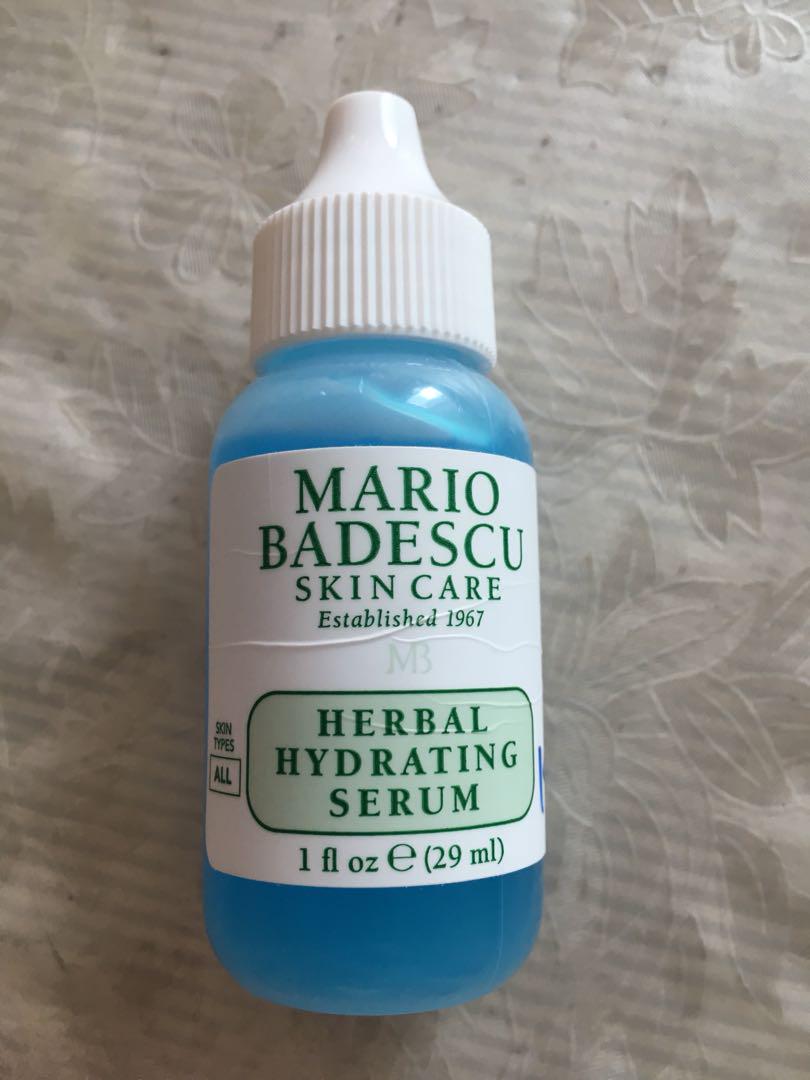 MARIO
BADESCU
SKIN CARE
Established 1967
MB
SKIN
TYPES
ALL
HERBAL
HYDRATING
SERUM
1 fl oz ℮ (29 ml)